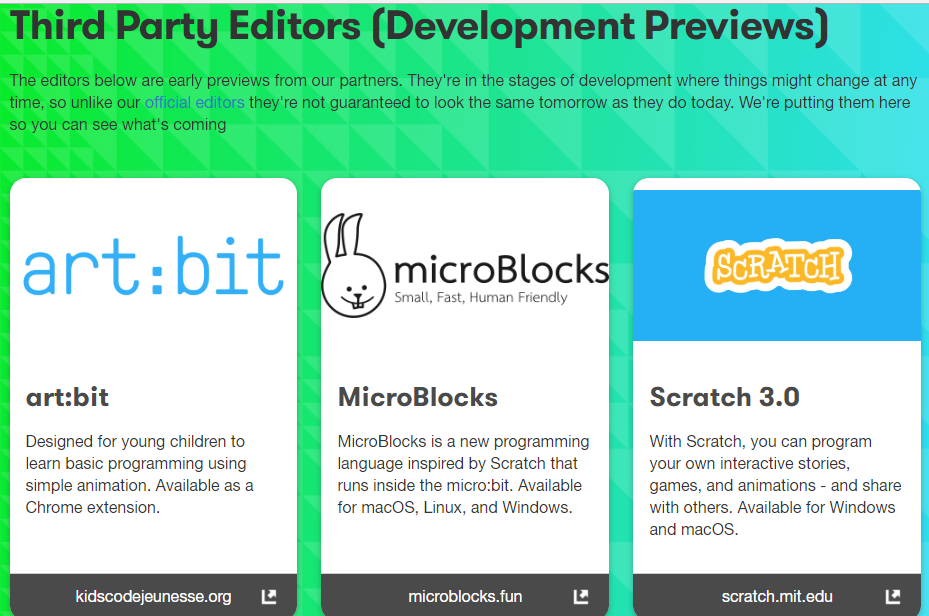 Third Party Editors (Development Previews)
The editors below are early previews from our partners. They're in the stages of development where things might change at any
time, so unlike our official editors they're not guaranteed to look the same tomorrow as they do today. We're putting them here
so you can see what's coming
art:bit
art:bit
Designed for young children to
learn basic programming using
simple animation. Available as a
Chrome extension.
kidscodejeunesse.org
microBlocks
Small, Fast, Human Friendly
MicroBlocks
MicroBlocks is a new programming
language inspired by Scratch that
runs inside the micro:bit. Available
for macOS, Linux, and Windows.
microblocks.fun
SCRATCH
Scratch 3.0
With Scratch, you can program
your own interactive stories,
games, and animations - and share
with others. Available for Windows
and macOS.
scratch.mit.edu